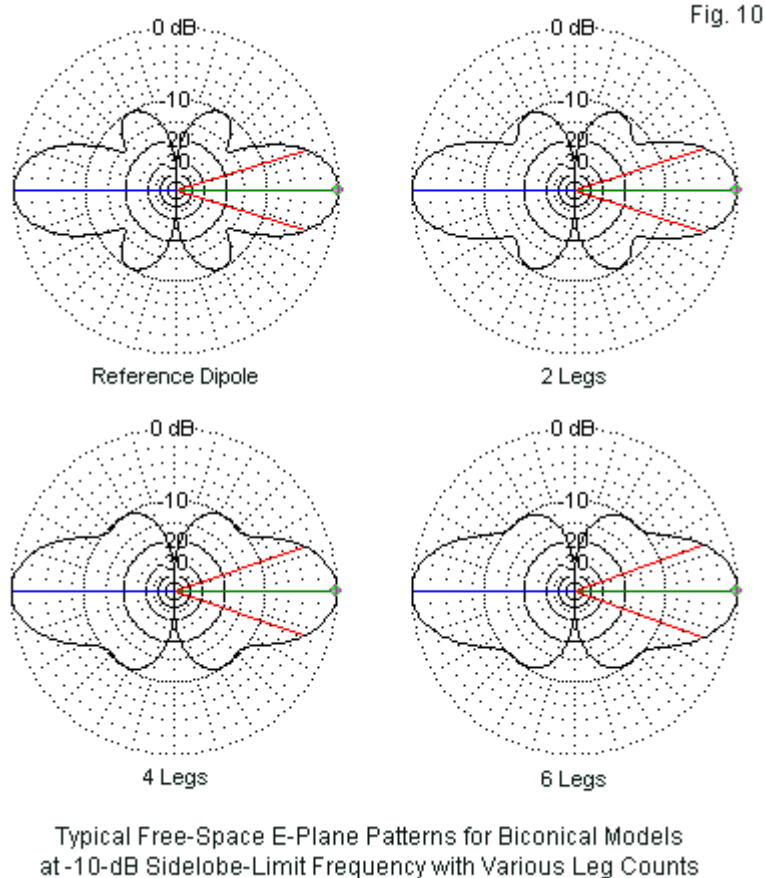 Fig. 10
0 dB
-10
20
30
Reference Dipole
0 dB
-10
20
30
2 Legs
0 dB
-10
20
30
4 Legs
0 dB
-10
20
30
6 Legs
Typical Free-Space E-Plane Patterns for Biconical Models
at -10-dB Sidelobe-Limit Frequency with Various Leg Counts